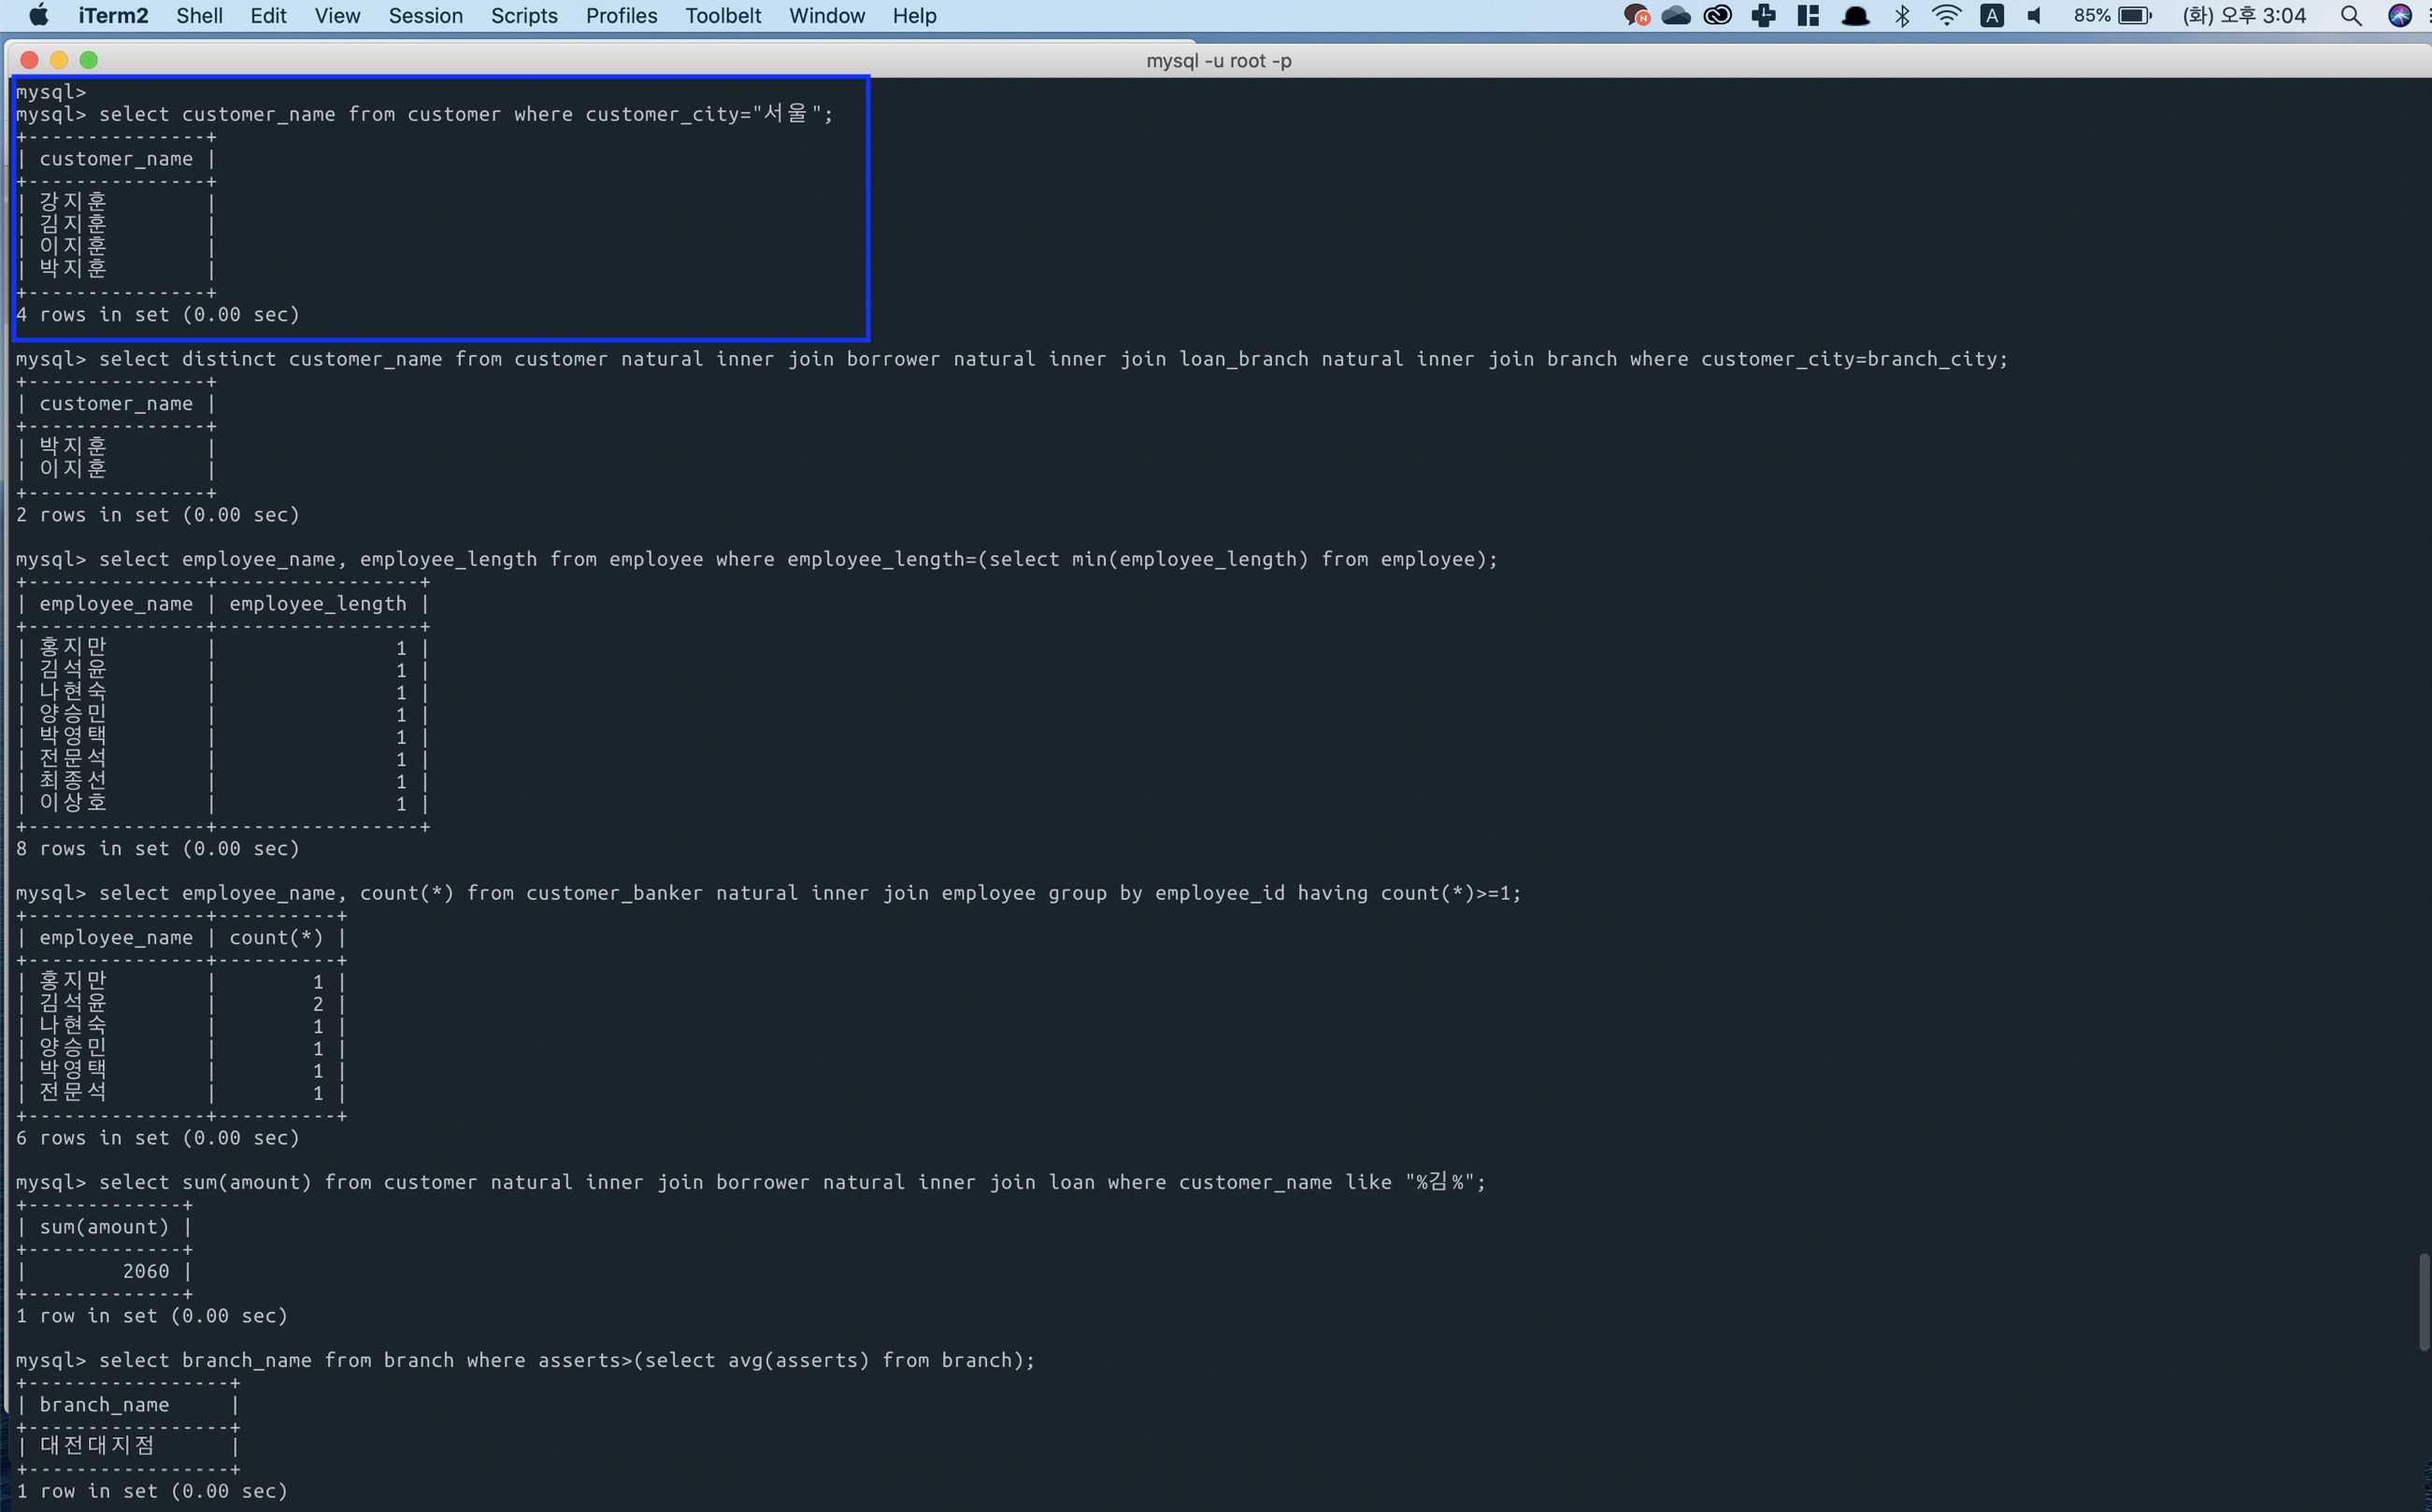 iTerm2 Shell Edit View Session Scripts Profiles Toolbelt Window Help N A 85% (화) 오후 3:04
mysql -u root -p
mysql>
mysql> select customer_name from customer where customer_city="서울";
+---------------+
| customer_name |
+---------------+
| 강지훈 |
| 김지훈 |
| 이지훈 |
| 박지훈 |
+---------------+
4 rows in set (0.00 sec)
mysql> select distinct customer_name from customer natural inner join borrower natural inner join loan_branch natural inner join branch where customer_city=branch_city;
+---------------+
| customer_name |
+---------------+
| 박지훈 |
| 이지훈 |
+---------------+
2 rows in set (0.00 sec)
mysql> select employee_name, employee_length from employee where employee_length=(select min(employee_length) from employee);
+---------------+-----------------+
| employee_name | employee_length |
+---------------+-----------------+
| 홍지만 | 1 |
| 김석윤 | 1 |
| 나현숙 | 1 |
| 양승민 | 1 |
| 박영택 | 1 |
| 전문석 | 1 |
| 최종선 | 1 |
| 이상호 | 1 |
+---------------+-----------------+
8 rows in set (0.00 sec)
mysql> select employee_name, count(*) from customer_banker natural inner join employee group by employee_id having count(*)>=1;
+---------------+----------+
| employee_name | count(*) |
+---------------+----------+
| 홍지만 | 1 |
| 김석윤 | 2 |
| 나현숙 | 1 |
| 양승민 | 1 |
| 박영택 | 1 |
| 전문석 | 1 |
+---------------+----------+
6 rows in set (0.00 sec)
mysql> select sum(amount) from customer natural inner join borrower natural inner join loan where customer_name like "%김%";
+-------------+
| sum(amount) |
+-------------+
| 2060 |
+-------------+
1 row in set (0.00 sec)
mysql> select branch_name from branch where asserts>(select avg(asserts) from branch);
+-----------------+
| branch_name |
+-----------------+
| 대전대지점 |
+-----------------+
1 row in set (0.00 sec)